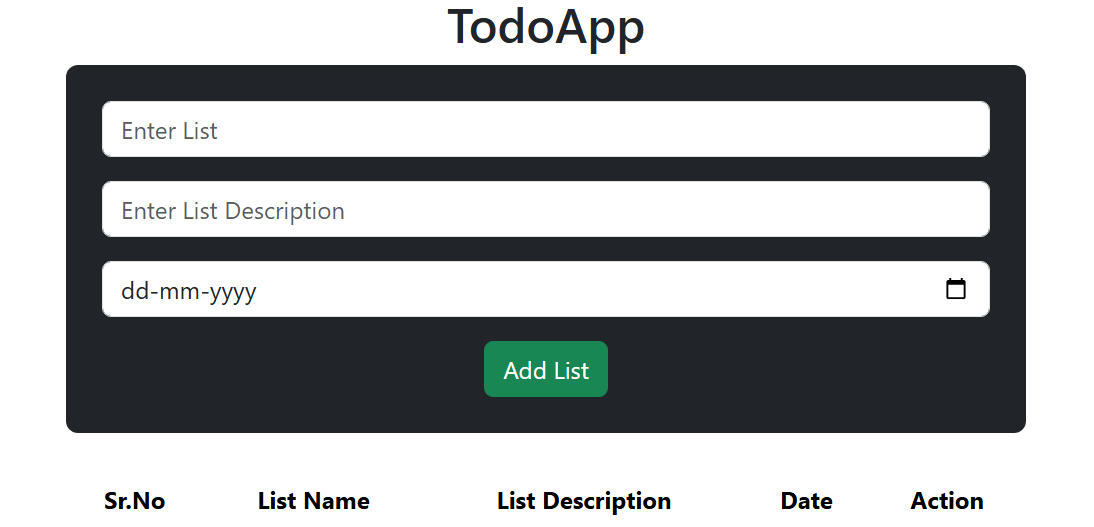 TodoApp
Enter List
Enter List Description
dd-mm-yyyy
Add List
Sr.No List Name List Description Date Action